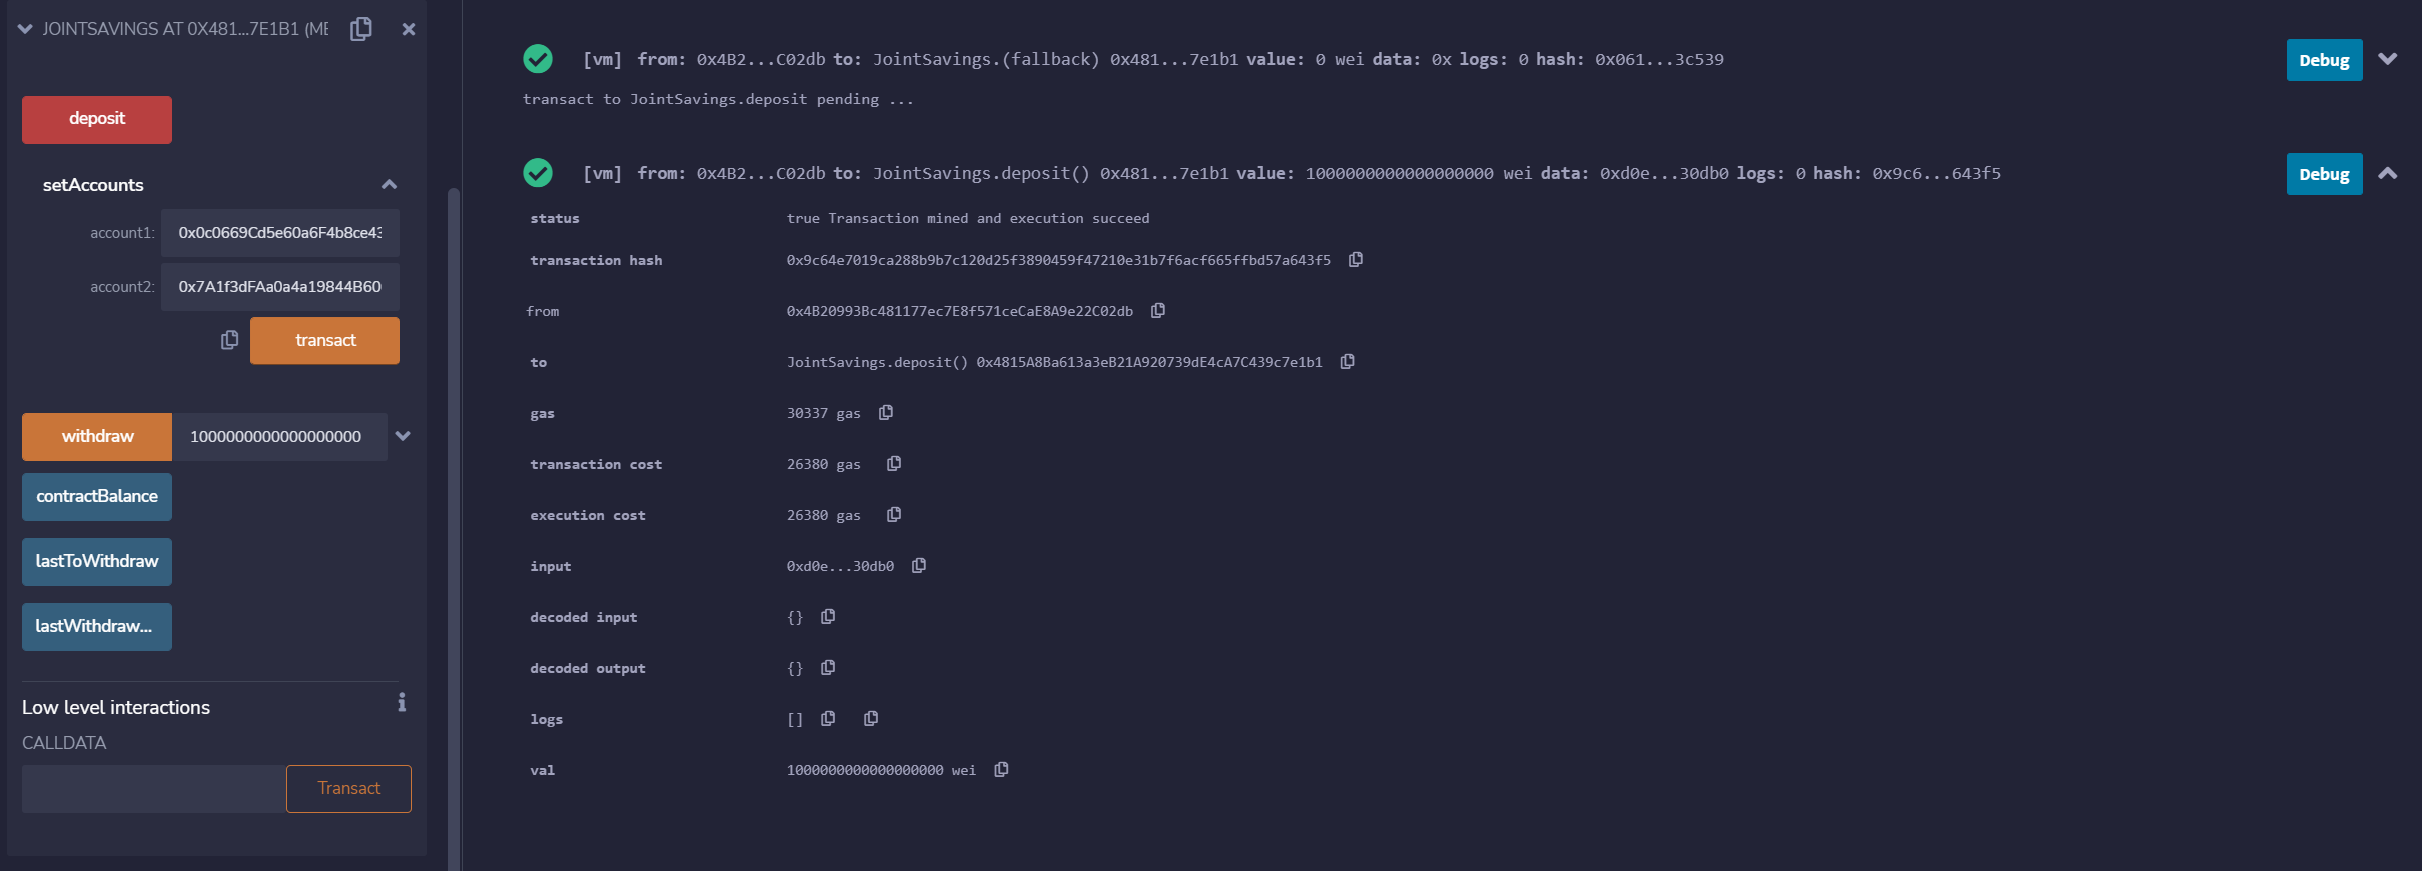 JOINTSAVINGS AT 0X481...7E1B1 (ME
deposit
setAccounts
account1: 0x0c0669Cd5e60a6F4b8ce43
account2: 0x7A1f3dFAa0a4a19844B60
transact
withdraw 1000000000000000000
contractBalance
lastToWithdraw
lastWithdraw...
Low level interactions
CALLDATA
Transact
[vm] from: 0x4B2...C02db to: JointSavings.(fallback) 0x481...7e1b1 value: 0 wei data: 0x logs: 0 hash: 0x061...3c539 Debug
transact to JointSavings.deposit pending ...
[vm] from: 0x4B2...C02db to: JointSavings.deposit() 0x481...7e1b1 value: 1000000000000000000 wei data: 0xd0e...30db0 logs: 0 hash: 0x9c6...643f5 Debug
status true Transaction mined and execution succeed
transaction hash 0x9c64e7019ca288b9b7c120d25f3890459f47210e31b7f6acf665ffbd57a643f5
from 0x4B20993Bc481177ec7E8f571ceCaE8A9e22C02db
to JointSavings.deposit() 0x4815A8Ba613a3eB21A920739dE4cA7C439c7e1b1
gas 30337 gas
transaction cost 26380 gas
execution cost 26380 gas
input 0xd0e...30db0
decoded input {}
decoded output {}
logs []
val 1000000000000000000 wei